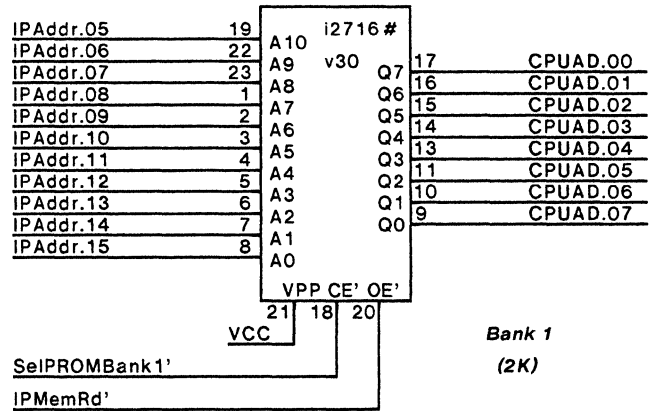 IPAddr.05 19 A10 i2716#
IPAddr.06 22 A9 v30
IPAddr.07 23 A8 Q7 17 CPUAD.00
IPAddr.08 1 A7 Q6 16 CPUAD.01
IPAddr.09 2 A6 Q5 15 CPUAD.02
IPAddr.10 3 A5 Q4 14 CPUAD.03
IPAddr.11 4 A4 Q3 13 CPUAD.04
IPAddr.12 5 A3 Q2 11 CPUAD.05
IPAddr.13 6 A2 Q1 10 CPUAD.06
IPAddr.14 7 A1 Q0 9 CPUAD.07
IPAddr.15 8 A0
VPP CE' OE'
21 18 20
VCC
Bank 1
SelPROMBank1'
(2K)
IPMemRd'